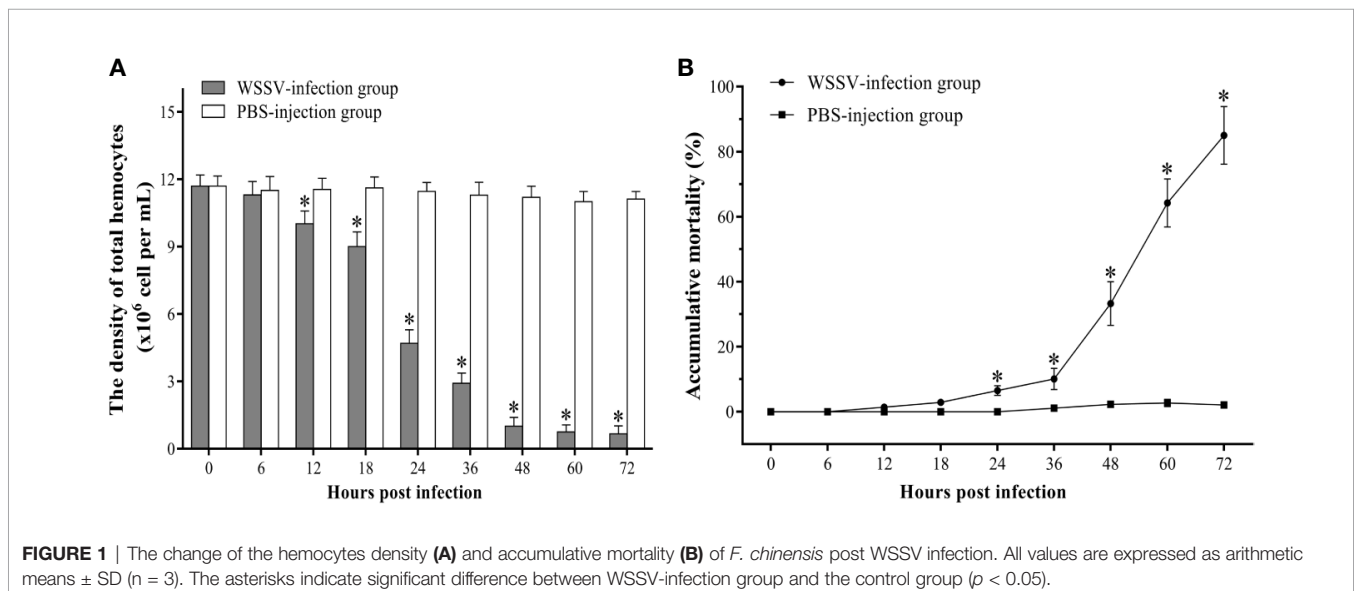 A
WSSV-infection group
PBS-injection group
The density of total hemocytes
(x10⁶ cell per mL)
15
12
9
6
3
0
* * * * * * *
0 6 12 18 24 36 48 60 72
Hours post infection
B
WSSV-infection group
PBS-injection group
Accumulative mortality (%)
100
80
60
40
20
0
* * * * *
0 6 12 18 24 36 48 60 72
Hours post infection
FIGURE 1 | The change of the hemocytes density (A) and accumulative mortality (B) of F. chinensis post WSSV infection. All values are expressed as arithmetic
means ± SD (n = 3). The asterisks indicate significant difference between WSSV-infection group and the control group (p < 0.05).